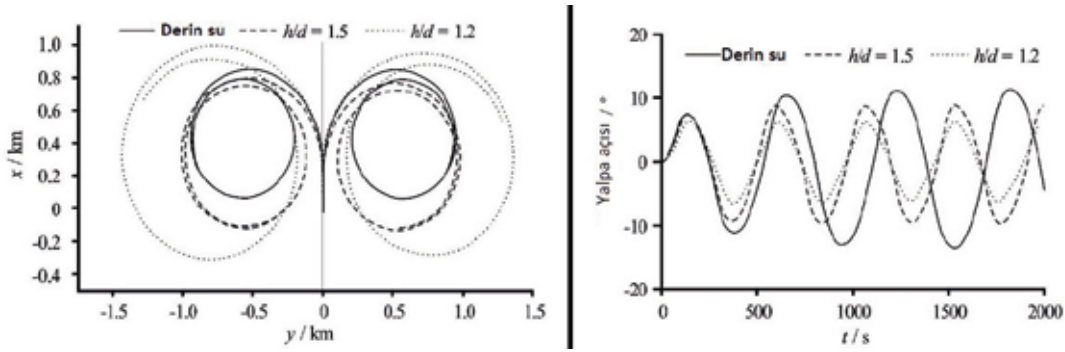 Derin su h/d = 1.5 h/d = 1.2
x / km
1.0
0.8
0.6
0.4
0.2
0
-0.2
-0.4
-1.5 -1.0 -0.5 0 0.5 1.0 1.5
y / km
Derin su h/d = 1.5 h/d = 1.2
Yalpa açısı / °
20
10
0
-10
-20
0 500 1000 1500 2000
t / s